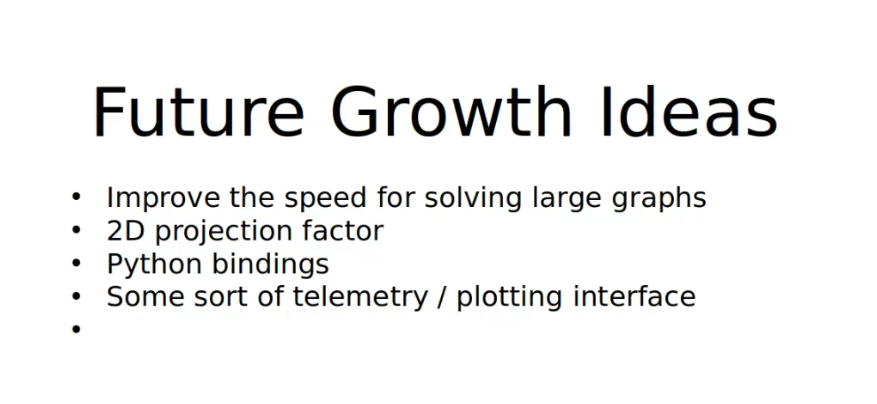 Future Growth Ideas
• Improve the speed for solving large graphs
• 2D projection factor
• Python bindings
• Some sort of telemetry / plotting interface
•